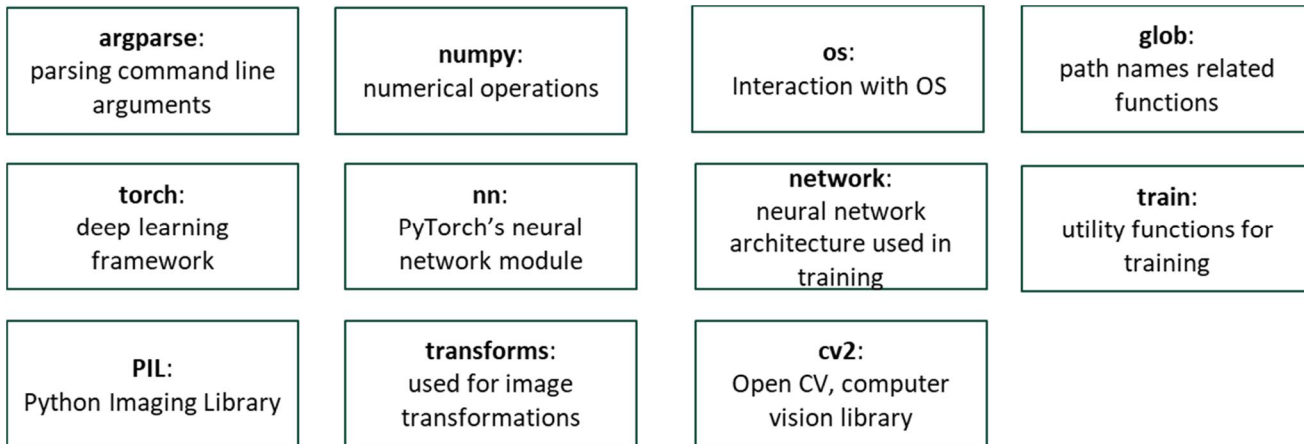 argparse:
parsing command line
arguments
numpy:
numerical operations
os:
Interaction with OS
glob:
path names related
functions
torch:
deep learning
framework
nn:
PyTorch's neural
network module
network:
neural network
architecture used in
training
train:
utility functions for
training
PIL:
Python Imaging Library
transforms:
used for image
transformations
cv2:
Open CV, computer
vision library